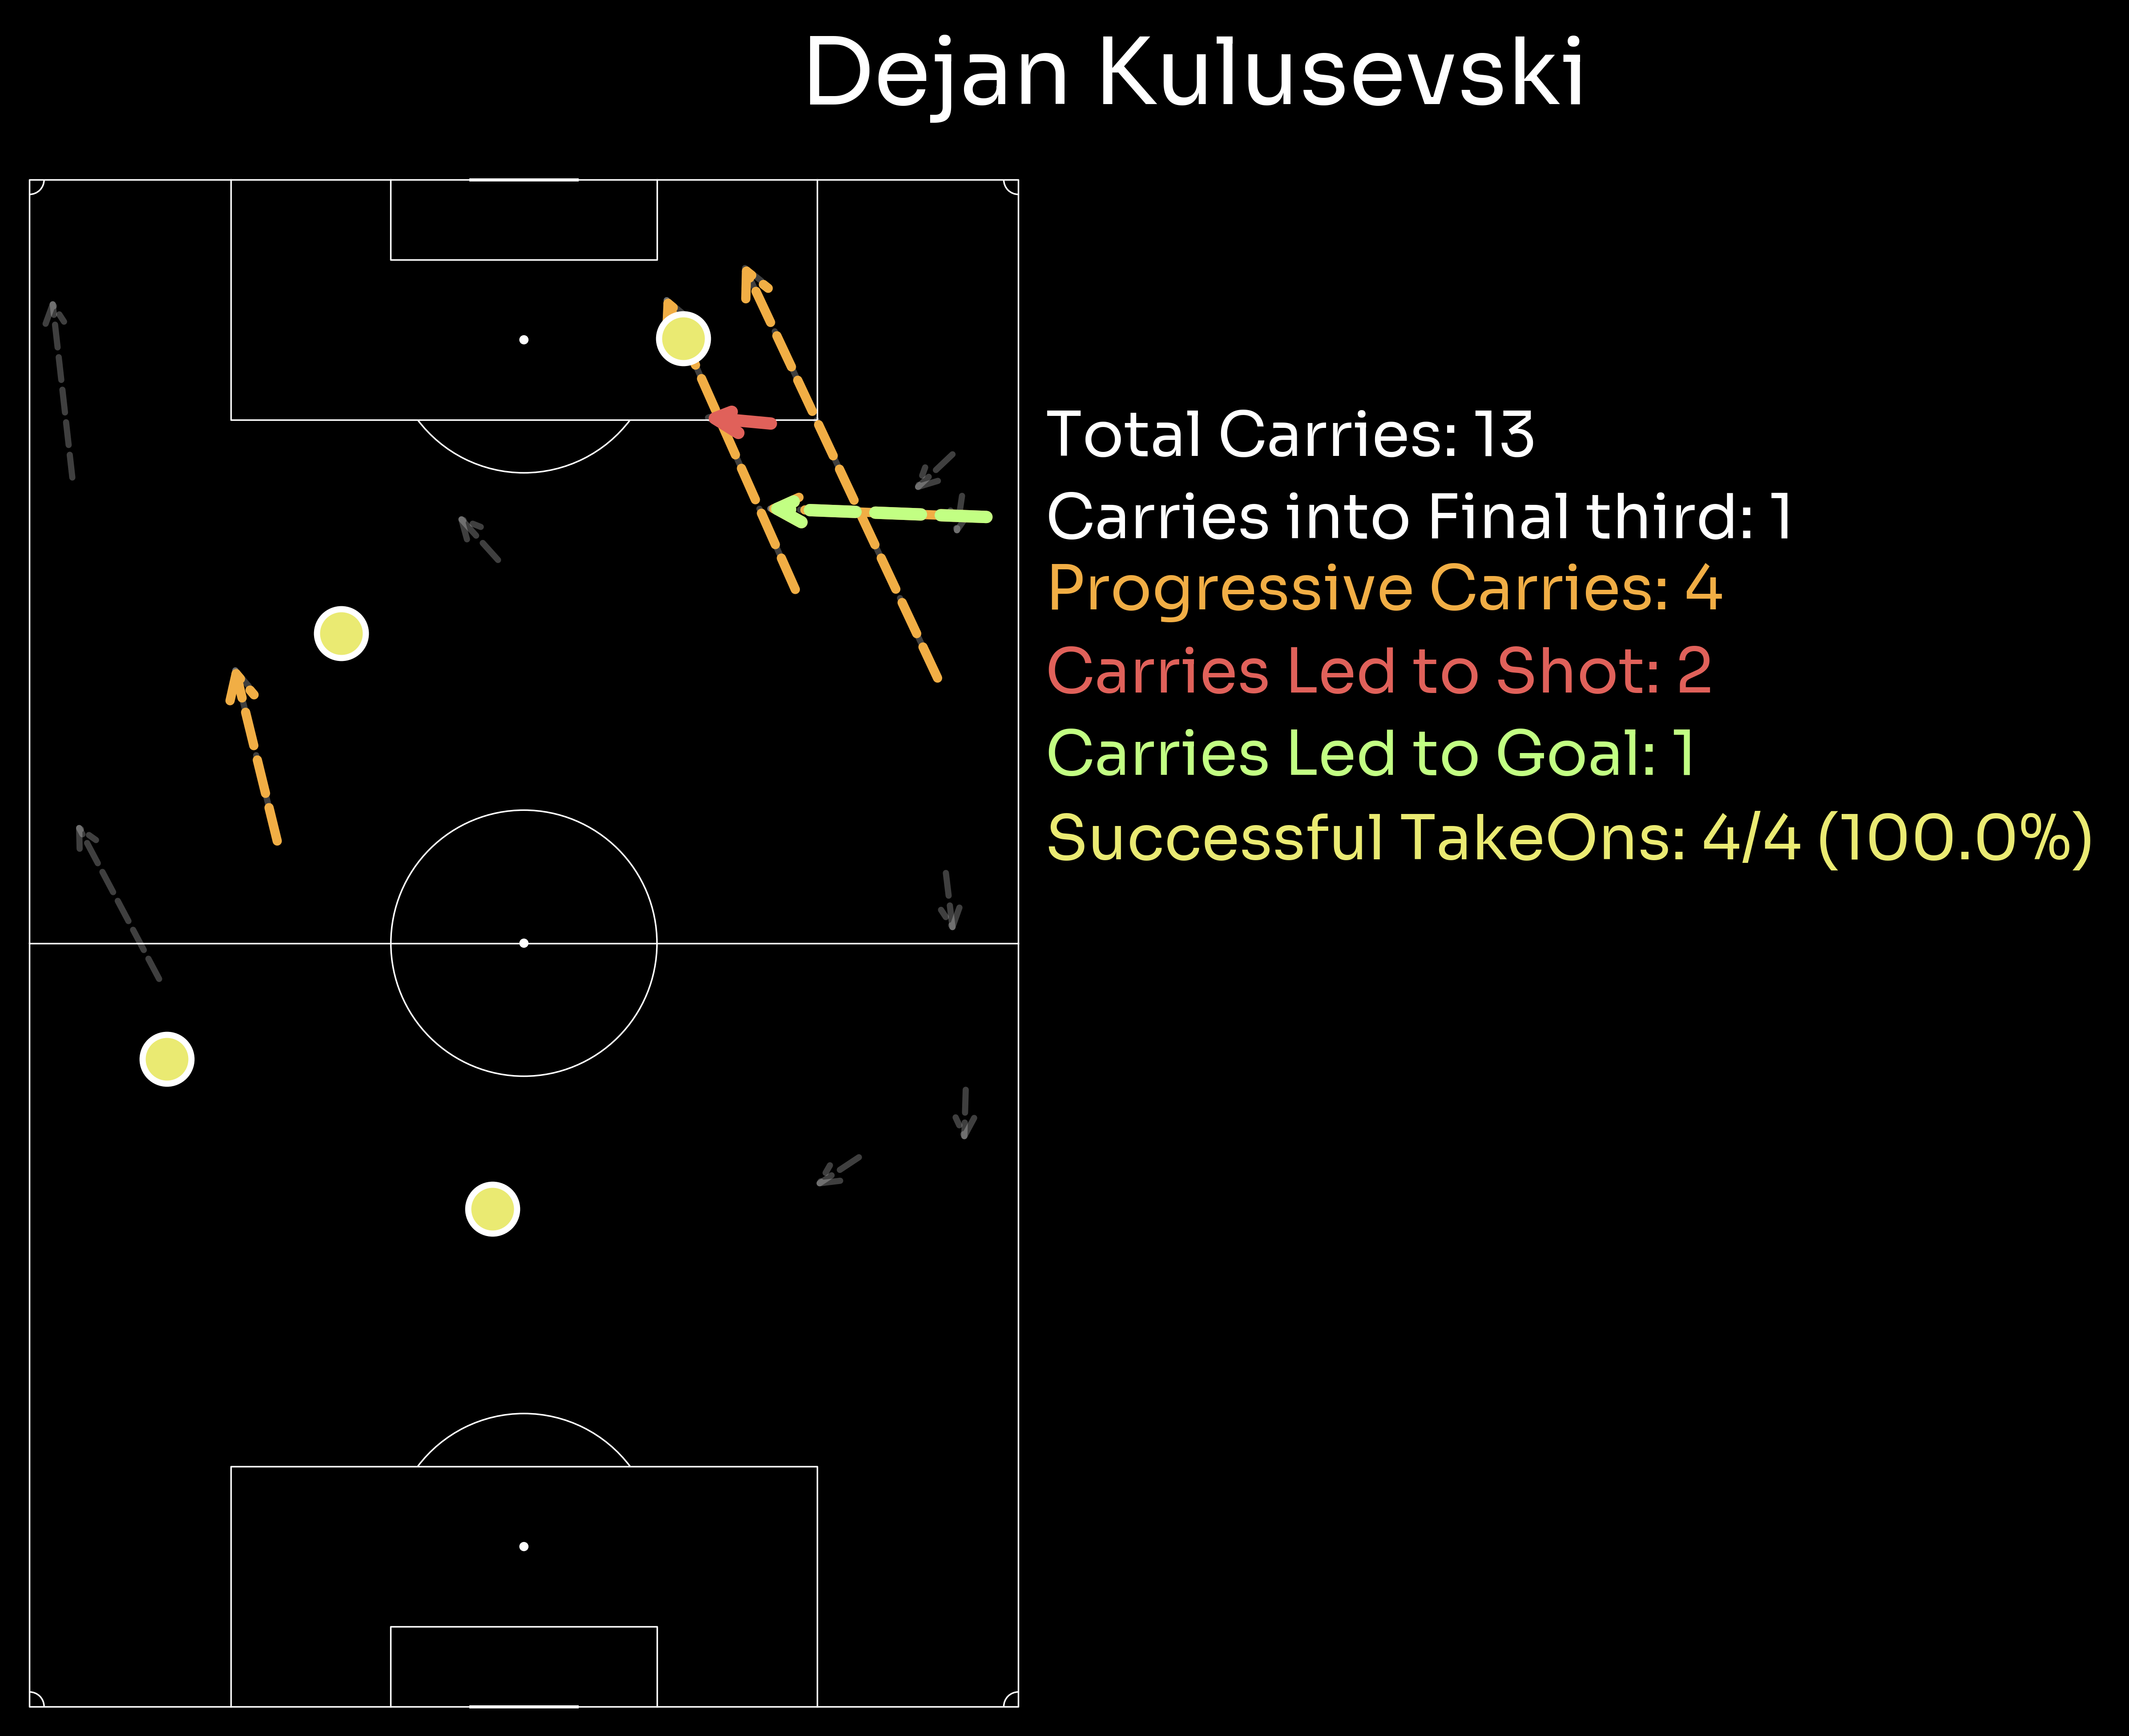 Dejan Kulusevski
Total Carries: 13
Carries into Final third: 1
Progressive Carries: 4
Carries Led to Shot: 2
Carries Led to Goal: 1
Successful TakeOns: 4/4 (100.0%)